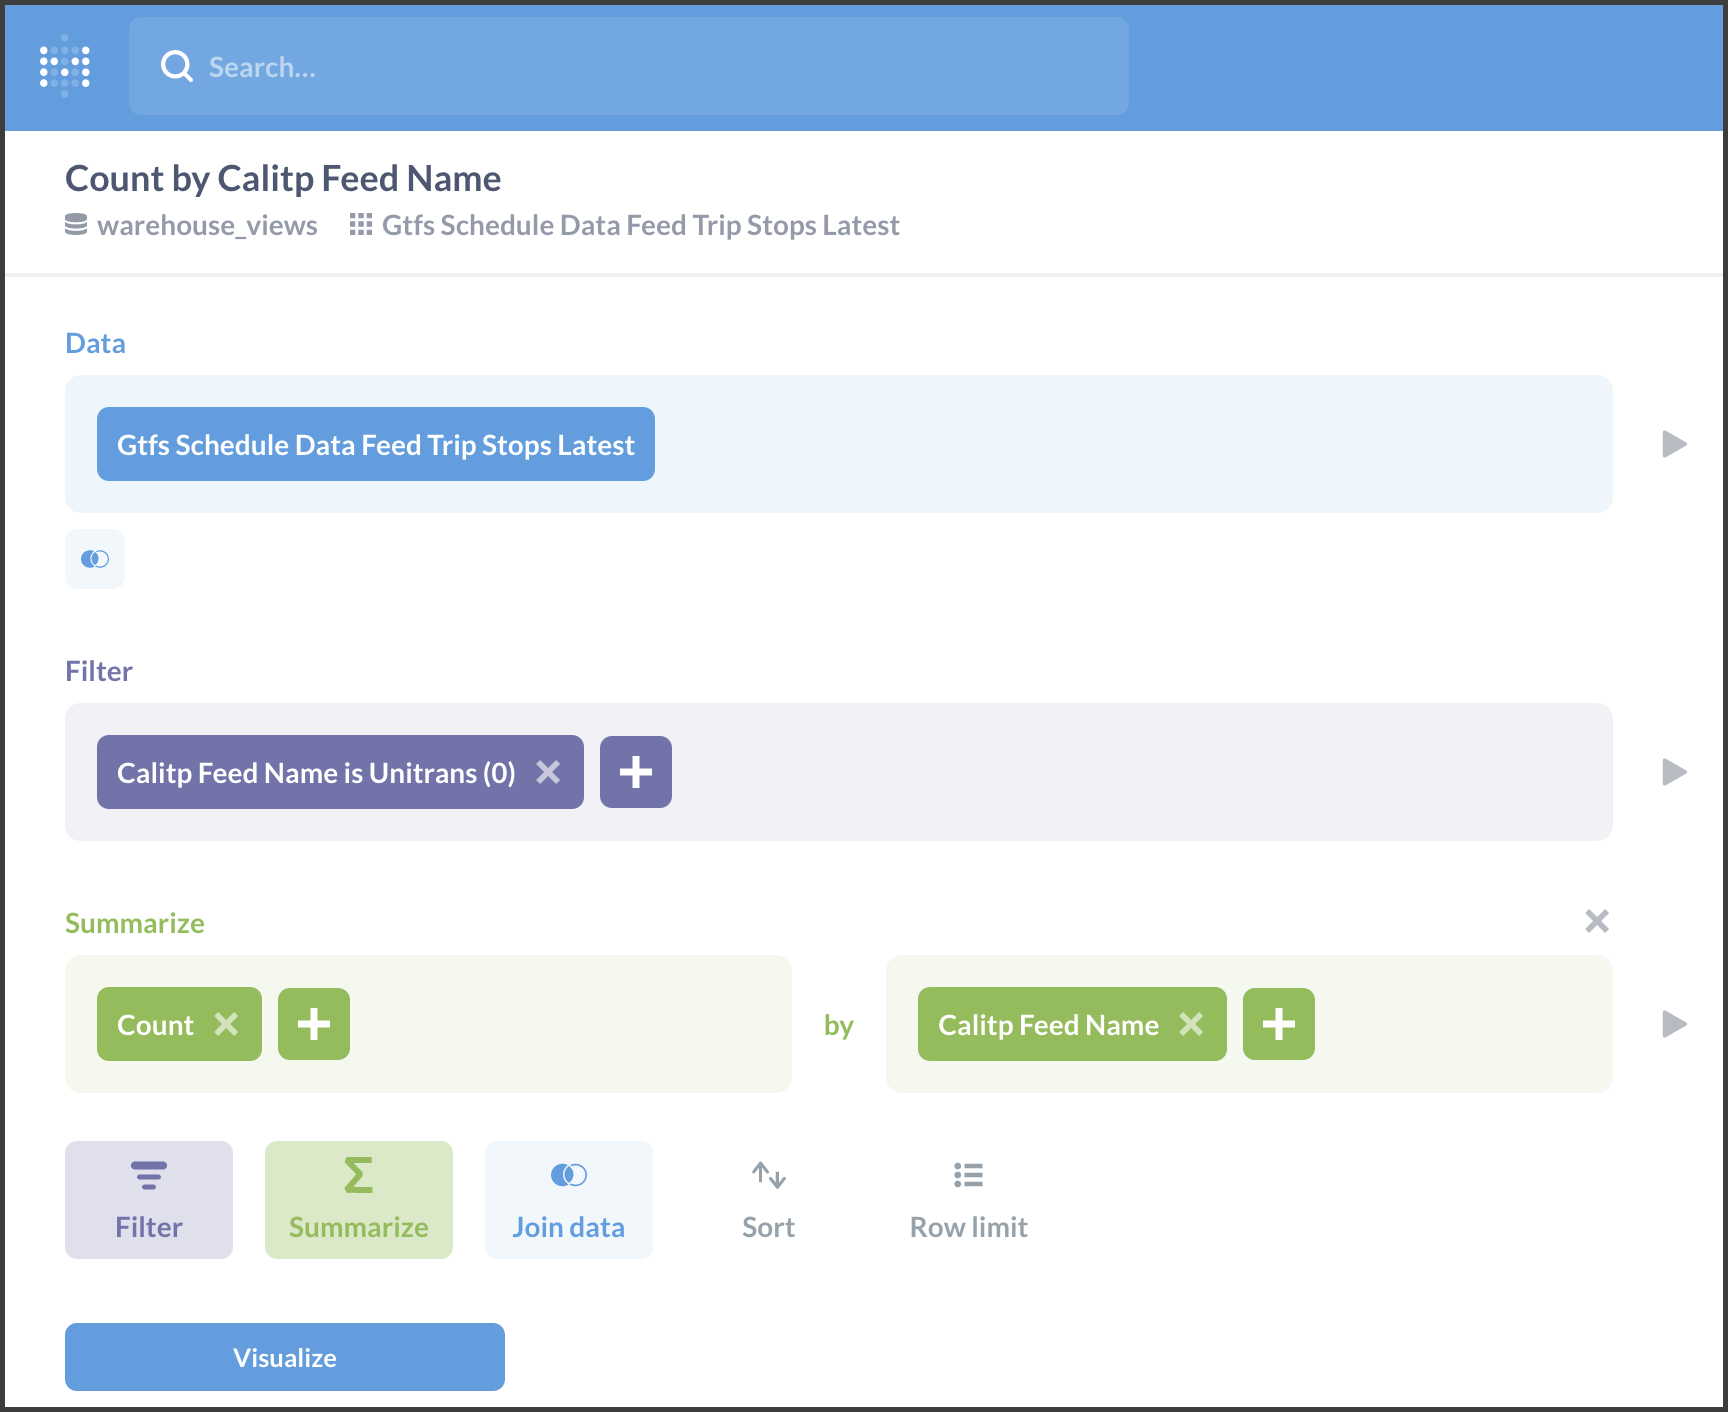 Search...
Count by Calitp Feed Name
warehouse_views Gtfs Schedule Data Feed Trip Stops Latest
Data
Gtfs Schedule Data Feed Trip Stops Latest
Filter
Calitp Feed Name is Unitrans (0)
Summarize
Count by Calitp Feed Name
Filter Summarize Join data Sort Row limit
Visualize